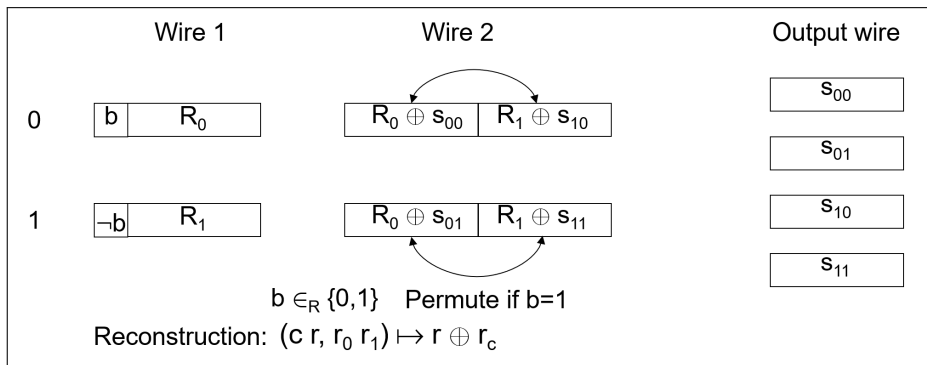 Wire 1 Wire 2 Output wire
0 b R₀ R₀ ⊕ s₀₀ R₁ ⊕ s₁₀ s₀₀
s₀₁
1 ¬b R₁ R₀ ⊕ s₀₁ R₁ ⊕ s₁₁ s₁₀
s₁₁
b ∈R {0,1} Permute if b=1
Reconstruction: (c r, r₀ r₁) ↦ r ⊕ r꜀